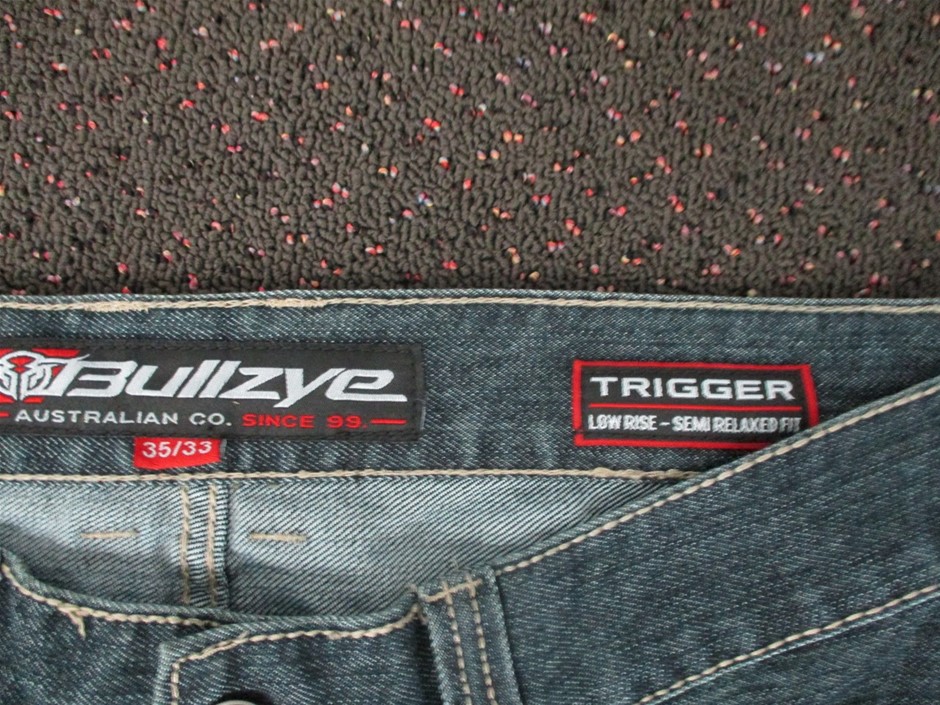 Bullzye
AUSTRALIAN CO. SINCE 99.
35/33
TRIGGER
LOW RISE - SEMI RELAXED FIT